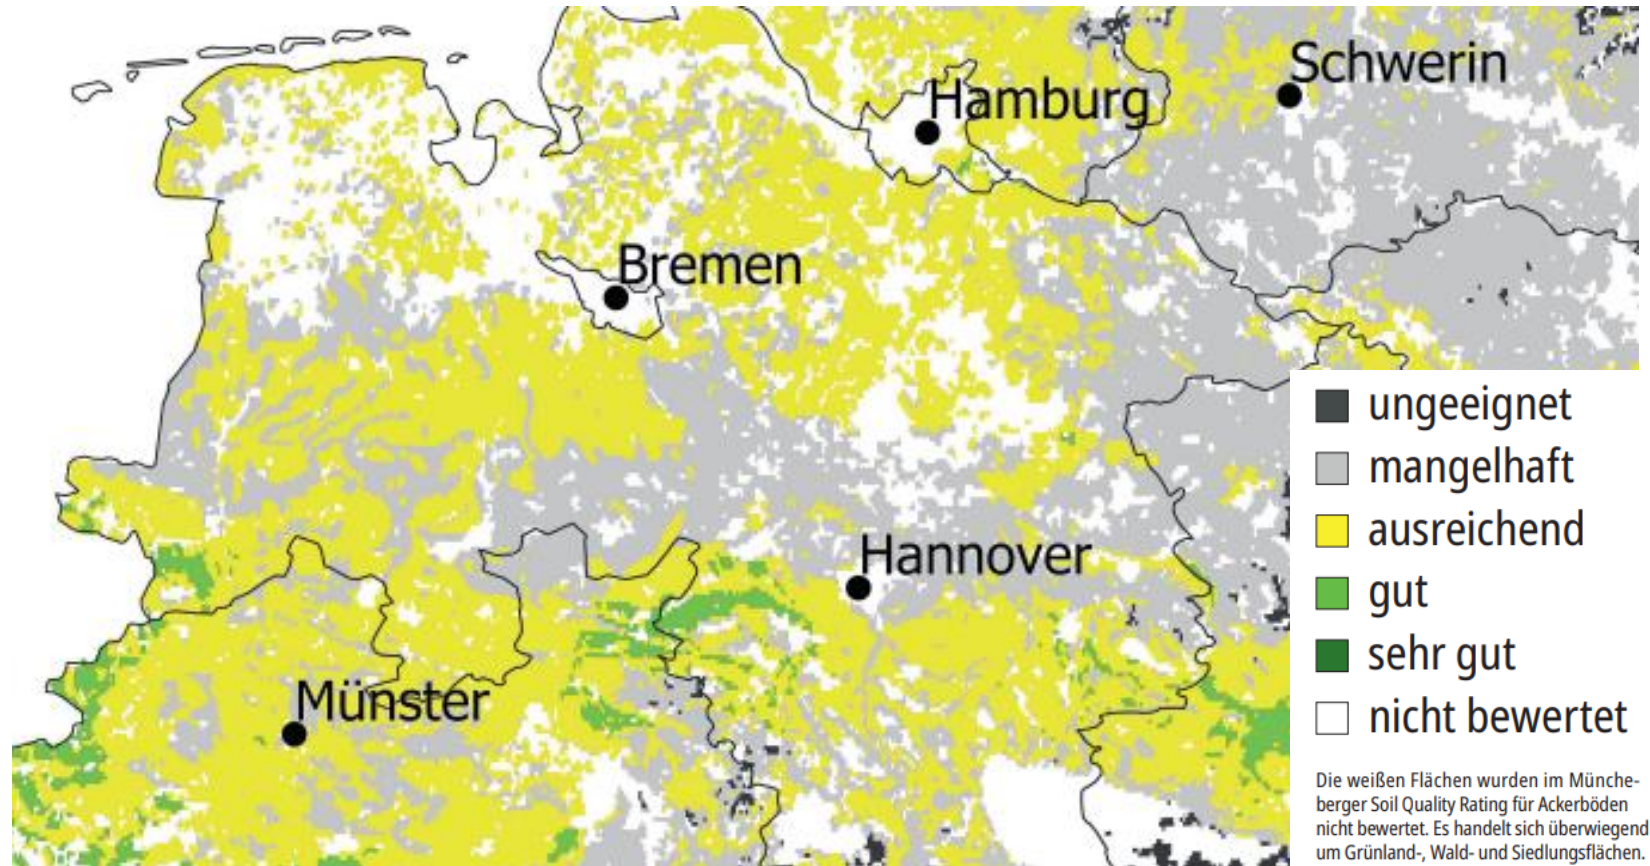 Schwerin
Hamburg
Bremen
Hannover
Münster
ungeeignet
mangelhaft
ausreichend
gut
sehr gut
nicht bewertet
Die weißen Flächen wurden im Münche-
berger Soil Quality Rating für Ackerböden
nicht bewertet. Es handelt sich überwiegend
um Grünland-, Wald- und Siedlungsflächen.